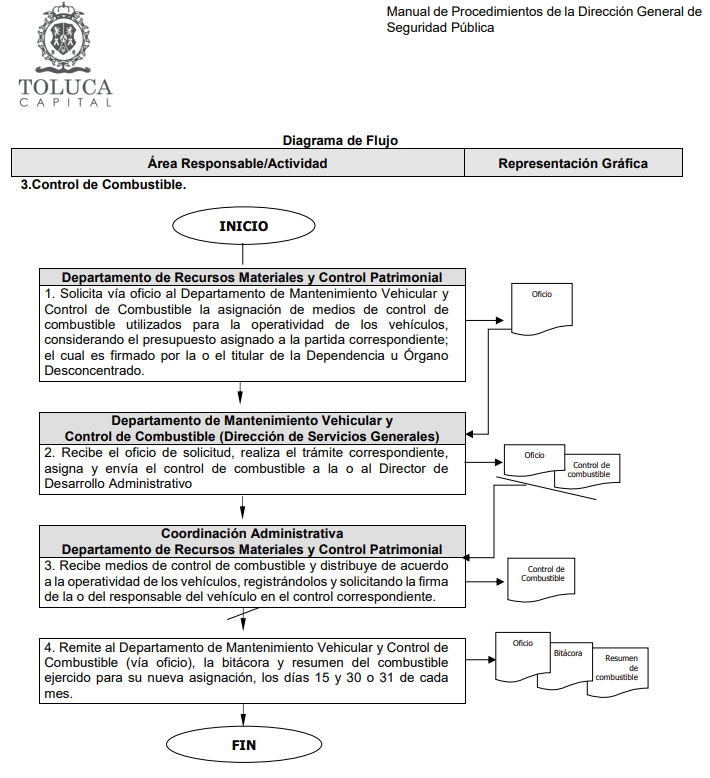 Manual de Procedimientos de la Dirección General de
Seguridad Pública
TOLUCA
CAPITAL
Diagrama de Flujo
Área Responsable/Actividad
Representación Gráfica
3.Control de Combustible.
INICIO
Departamento de Recursos Materiales y Control Patrimonial
1. Solicita vía oficio al Departamento de Mantenimiento Vehicular y
Control de Combustible la asignación de medios de control de
combustible utilizados para la operatividad de los vehículos,
considerando el presupuesto asignado a la partida correspondiente;
el cual es firmado por la o el titular de la Dependencia u Órgano
Desconcentrado.
Oficio
Departamento de Mantenimiento Vehicular y
Control de Combustible (Dirección de Servicios Generales)
2. Recibe el oficio de solicitud, realiza el trámite correspondiente,
asigna y envía el control de combustible a la o al Director de
Desarrollo Administrativo
Oficio
Control de
combustible
Coordinación Administrativa
Departamento de Recursos Materiales y Control Patrimonial
3. Recibe medios de control de combustible y distribuye de acuerdo
a la operatividad de los vehículos, registrándolos y solicitando la firma
de la o del responsable del vehículo en el control correspondiente.
Control de
Combustible
4. Remite al Departamento de Mantenimiento Vehicular y Control de
Combustible (vía oficio), la bitácora y resumen del combustible
ejercido para su nueva asignación, los días 15 y 30 o 31 de cada
mes.
Oficio
Bitácora
Resumen
de
combustible
FIN